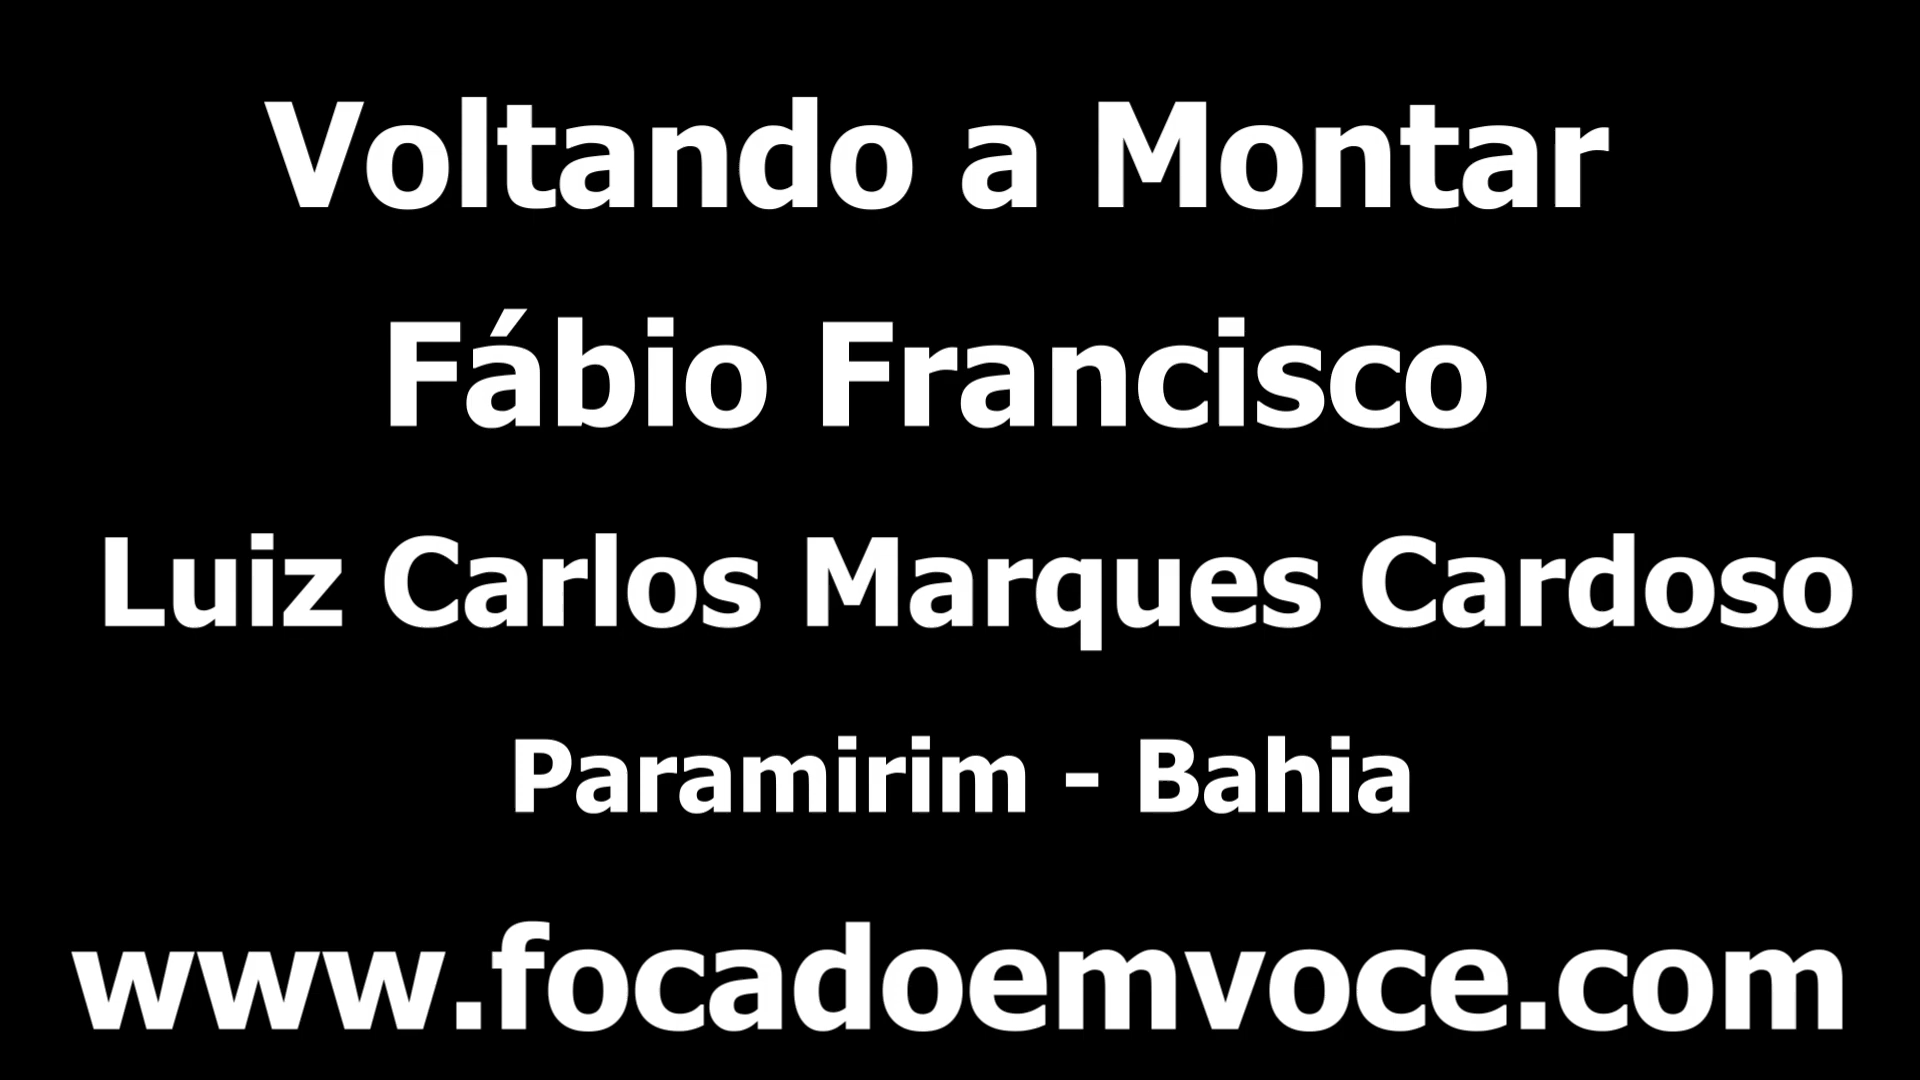 Voltando a Montar
Fábio Francisco
Luiz Carlos Marques Cardoso
Paramirim - Bahia
www.focadoemvoce.com